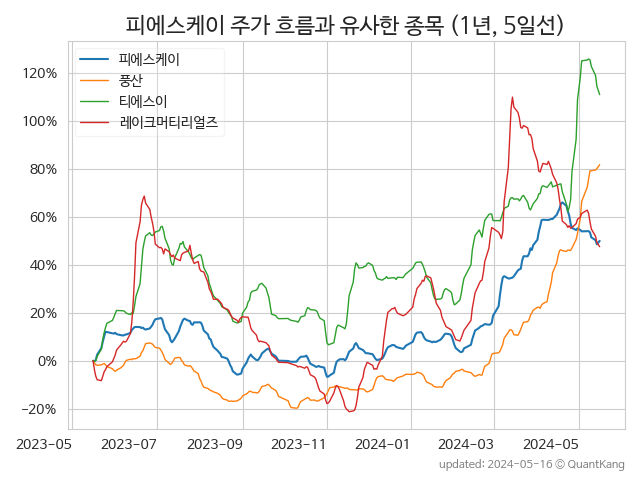 피에스케이 주가 흐름과 유사한 종목 (1년, 5일선)
피에스케이
풍산
티에스이
레이크머티리얼즈
120%
100%
80%
60%
40%
20%
0%
−20%
2023-05
2023-07
2023-09
2023-11
2024-01
2024-03
2024-05
updated: 2024-05-16 © QuantKang